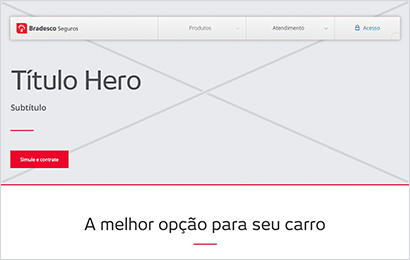 Bradesco Seguros
Produtos
Atendimento
Acesso
Título Hero
Subtítulo
Simule e contrate
A melhor opção para seu carro